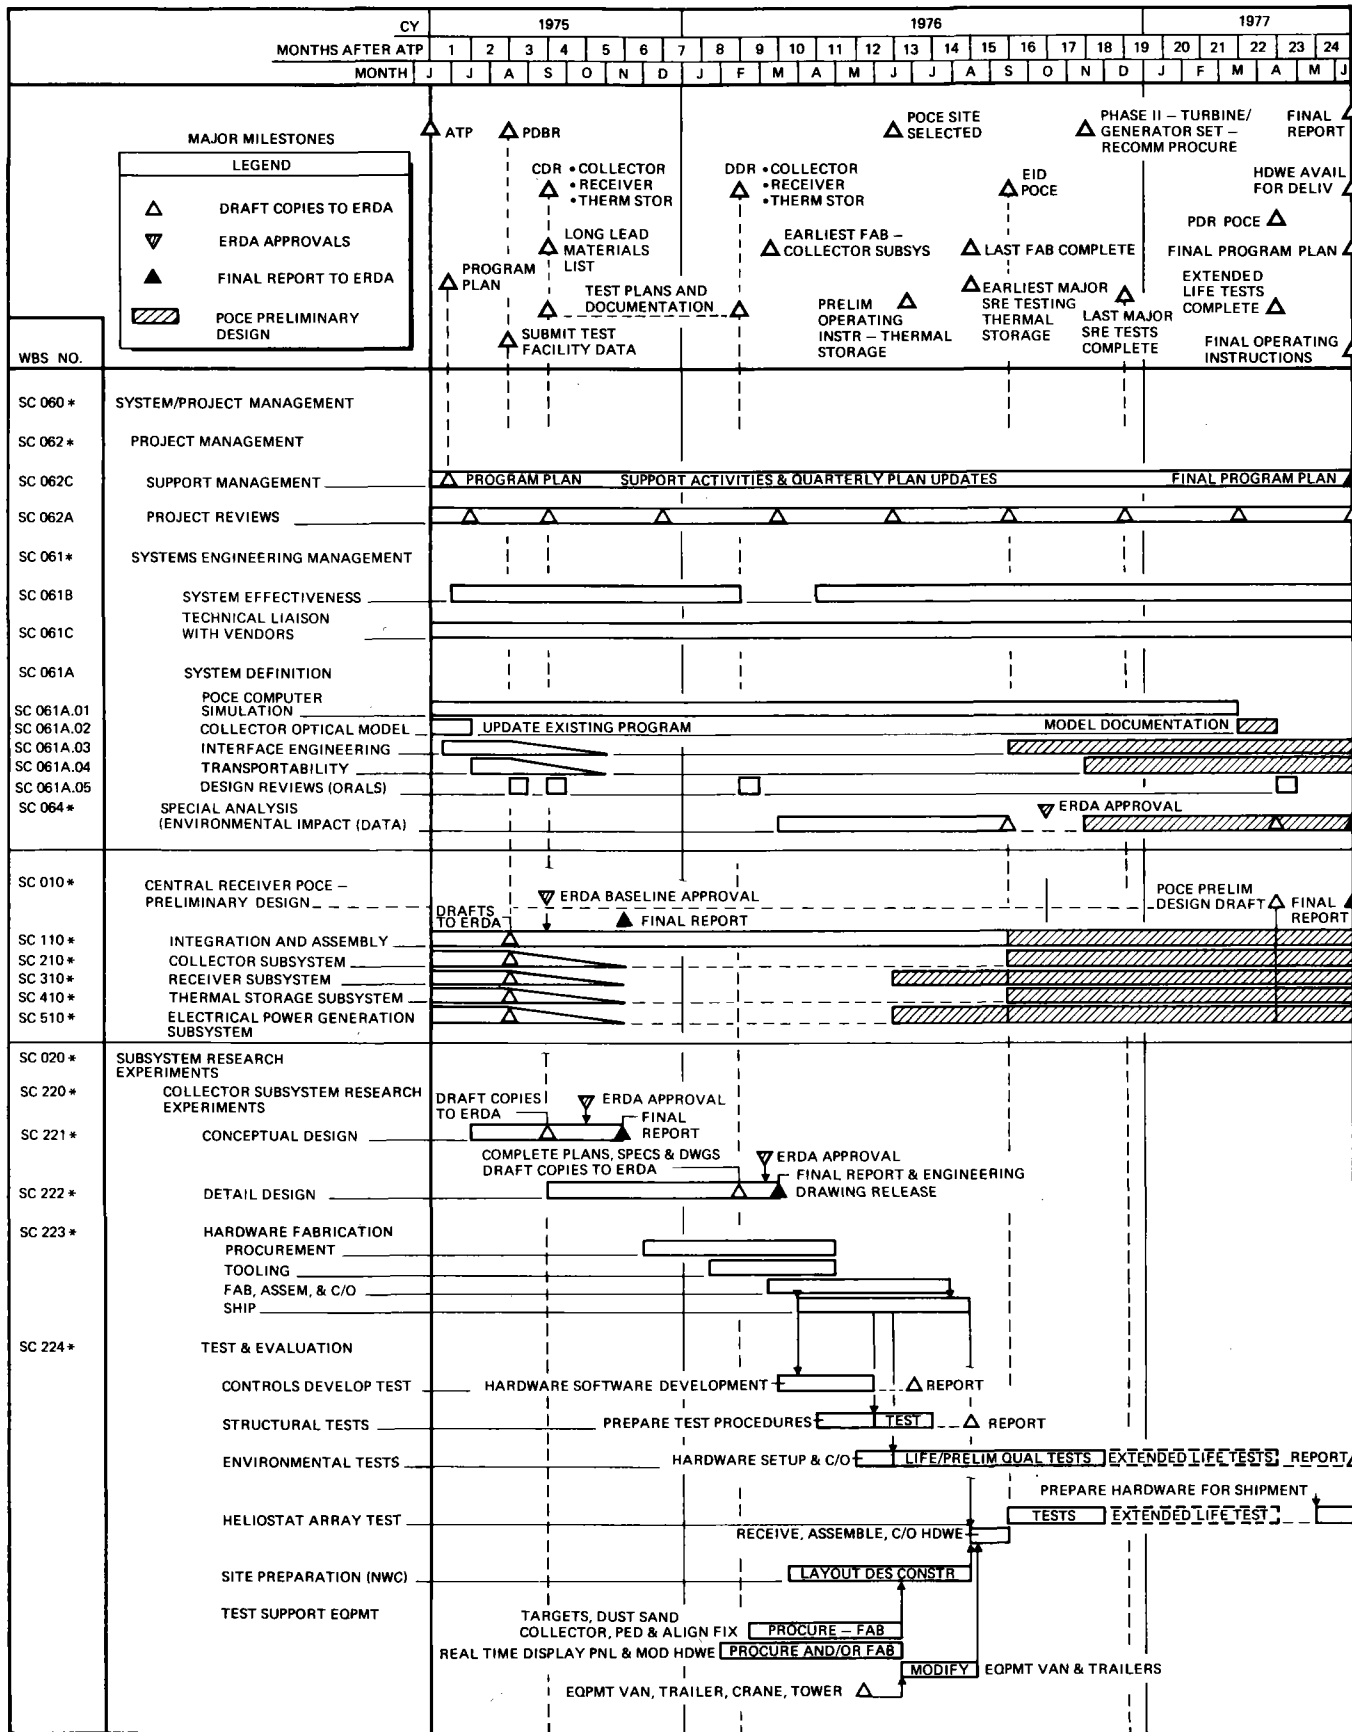 CY 1975 1976 1977
MONTHS AFTER ATP 1 2 3 4 5 6 7 8 9 10 11 12 13 14 15 16 17 18 19 20 21 22 23 24
MONTH J J A S O N D J F M A M J J A S O N D J F M A M J
MAJOR MILESTONES
LEGEND
DRAFT COPIES TO ERDA
ERDA APPROVALS
FINAL REPORT TO ERDA
POCE PRELIMINARY
DESIGN
ATP
PDBR
POCE SITE
SELECTED
PHASE II – TURBINE/
GENERATOR SET –
RECOMM PROCURE
FINAL
REPORT
CDR • COLLECTOR
• RECEIVER
• THERM STOR
DDR • COLLECTOR
• RECEIVER
• THERM STOR
EID
POCE
HDWE AVAIL
FOR DELIV
PDR POCE
LONG LEAD
MATERIALS
LIST
EARLIEST FAB –
COLLECTOR SUBSYS
LAST FAB COMPLETE
FINAL PROGRAM PLAN
PROGRAM
PLAN
TEST PLANS AND
DOCUMENTATION
PRELIM
OPERATING
INSTR – THERMAL
STORAGE
EARLIEST MAJOR
SRE TESTING
THERMAL
STORAGE
LAST MAJOR
SRE TESTS
COMPLETE
EXTENDED
LIFE TESTS
COMPLETE
SUBMIT TEST
FACILITY DATA
FINAL OPERATING
INSTRUCTIONS
WBS NO.
SC 060* SYSTEM/PROJECT MANAGEMENT
SC 062* PROJECT MANAGEMENT
SC 062C SUPPORT MANAGEMENT PROGRAM PLAN SUPPORT ACTIVITIES & QUARTERLY PLAN UPDATES FINAL PROGRAM PLAN
SC 062A PROJECT REVIEWS
SC 061* SYSTEMS ENGINEERING MANAGEMENT
SC 061B SYSTEM EFFECTIVENESS
TECHNICAL LIAISON
SC 061C WITH VENDORS
SC 061A SYSTEM DEFINITION
POCE COMPUTER
SC 061A.01 SIMULATION
SC 061A.02 COLLECTOR OPTICAL MODEL UPDATE EXISTING PROGRAM MODEL DOCUMENTATION
SC 061A.03 INTERFACE ENGINEERING
SC 061A.04 TRANSPORTABILITY
SC 061A.05 DESIGN REVIEWS (ORALS)
SC 064* SPECIAL ANALYSIS ERDA APPROVAL
(ENVIRONMENTAL IMPACT (DATA)
SC 010* CENTRAL RECEIVER POCE –
PRELIMINARY DESIGN
ERDA BASELINE APPROVAL
POCE PRELIM
DESIGN DRAFT
FINAL
REPORT
DRAFTS
TO ERDA
FINAL REPORT
SC 110* INTEGRATION AND ASSEMBLY
SC 210* COLLECTOR SUBSYSTEM
SC 310* RECEIVER SUBSYSTEM
SC 410* THERMAL STORAGE SUBSYSTEM
SC 510* ELECTRICAL POWER GENERATION
SUBSYSTEM
SC 020* SUBSYSTEM RESEARCH
EXPERIMENTS
SC 220* COLLECTOR SUBSYSTEM RESEARCH
EXPERIMENTS
DRAFT COPIES
TO ERDA
ERDA APPROVAL
FINAL
REPORT
SC 221* CONCEPTUAL DESIGN
COMPLETE PLANS, SPECS & DWGS
DRAFT COPIES TO ERDA
ERDA APPROVAL
FINAL REPORT & ENGINEERING
DRAWING RELEASE
SC 222* DETAIL DESIGN
SC 223* HARDWARE FABRICATION
PROCUREMENT
TOOLING
FAB, ASSEM, & C/O
SHIP
SC 224* TEST & EVALUATION
CONTROLS DEVELOP TEST HARDWARE SOFTWARE DEVELOPMENT REPORT
STRUCTURAL TESTS PREPARE TEST PROCEDURES TEST REPORT
ENVIRONMENTAL TESTS HARDWARE SETUP & C/O LIFE/PRELIM QUAL TESTS EXTENDED LIFE TESTS REPORT
PREPARE HARDWARE FOR SHIPMENT
HELIOSTAT ARRAY TEST TESTS EXTENDED LIFE TEST
RECEIVE, ASSEMBLE, C/O HDWE
SITE PREPARATION (NWC) LAYOUT DES CONSTR
TEST SUPPORT EQPMT
TARGETS, DUST SAND
COLLECTOR, PED & ALIGN FIX PROCURE – FAB
REAL TIME DISPLAY PNL & MOD HDWE PROCURE AND/OR FAB
MODIFY EQPMT VAN & TRAILERS
EQPMT VAN, TRAILER, CRANE, TOWER